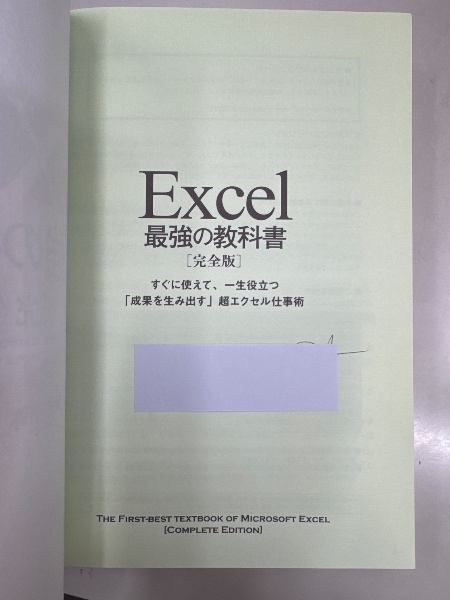 Excel
最強の教科書
[完全版]
すぐに使えて、一生役立つ
「成果を生み出す」超エクセル仕事術
THE FIRST-BEST TEXTBOOK OF MICROSOFT EXCEL
[COMPLETE EDITION]